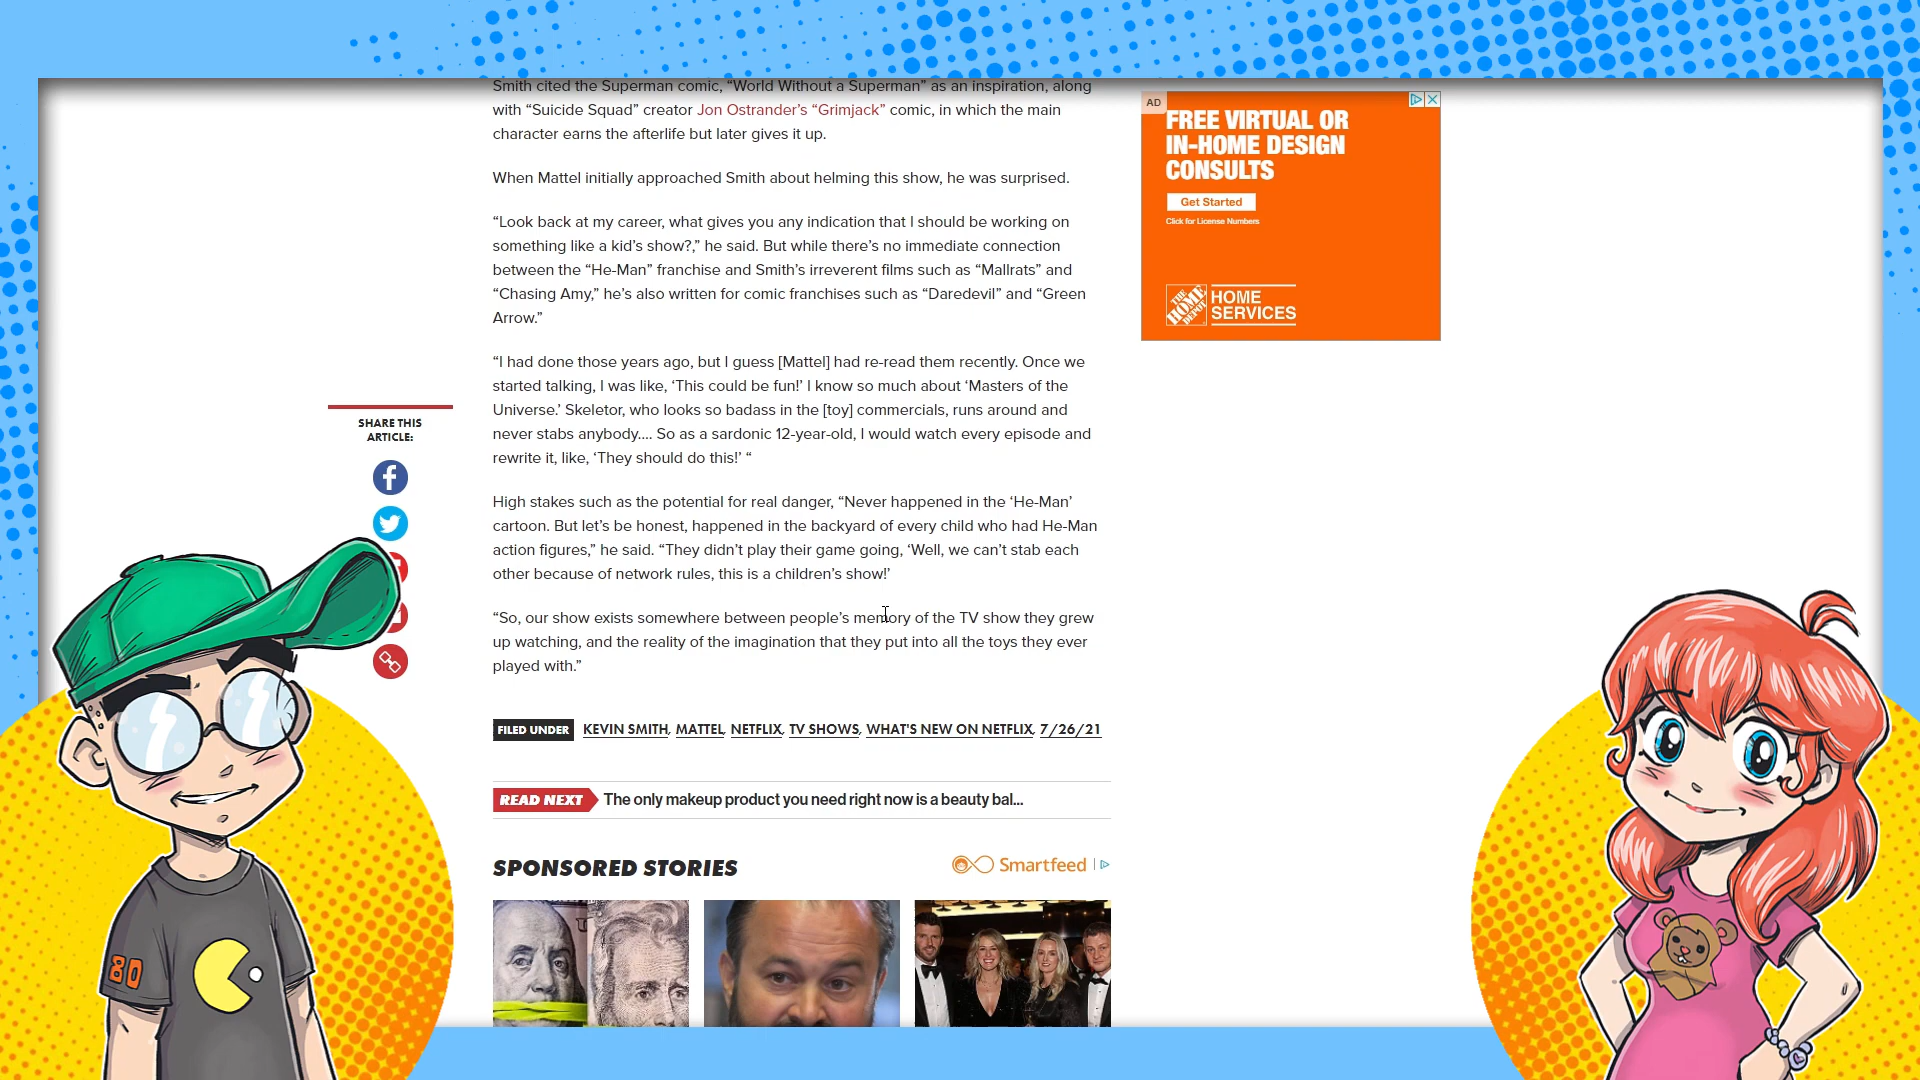 Smith cited the Superman comic, “World Without a Superman” as an inspiration, along
with “Suicide Squad” creator Jon Ostrander’s “Grimjack” comic, in which the main
character earns the afterlife but later gives it up.
When Mattel initially approached Smith about helming this show, he was surprised.
“Look back at my career, what gives you any indication that I should be working on
something like a kid’s show?,” he said. But while there’s no immediate connection
between the “He-Man” franchise and Smith’s irreverent films such as “Mallrats” and
“Chasing Amy,” he’s also written for comic franchises such as “Daredevil” and “Green
Arrow.”
“I had done those years ago, but I guess [Mattel] had re-read them recently. Once we
started talking, I was like, ‘This could be fun!’ I know so much about ‘Masters of the
Universe.’ Skeletor, who looks so badass in the [toy] commercials, runs around and
never stabs anybody.... So as a sardonic 12-year-old, I would watch every episode and
rewrite it, like, ‘They should do this!’ “
High stakes such as the potential for real danger, “Never happened in the ‘He-Man’
cartoon. But let’s be honest, happened in the backyard of every child who had He-Man
action figures,” he said. “They didn’t play their game going, ‘Well, we can’t stab each
other because of network rules, this is a children’s show!’
“So, our show exists somewhere between people’s memory of the TV show they grew
up watching, and the reality of the imagination that they put into all the toys they ever
played with.”
FILED UNDER KEVIN SMITH, MATTEL, NETFLIX, TV SHOWS, WHAT'S NEW ON NETFLIX, 7/26/21
READ NEXT The only makeup product you need right now is a beauty bal...
SPONSORED STORIES
Smartfeed
SHARE THIS
ARTICLE:
AD
FREE VIRTUAL OR
IN-HOME DESIGN
CONSULTS
Get Started
Click for License Numbers
THE HOME DEPOT
HOME
SERVICES
80